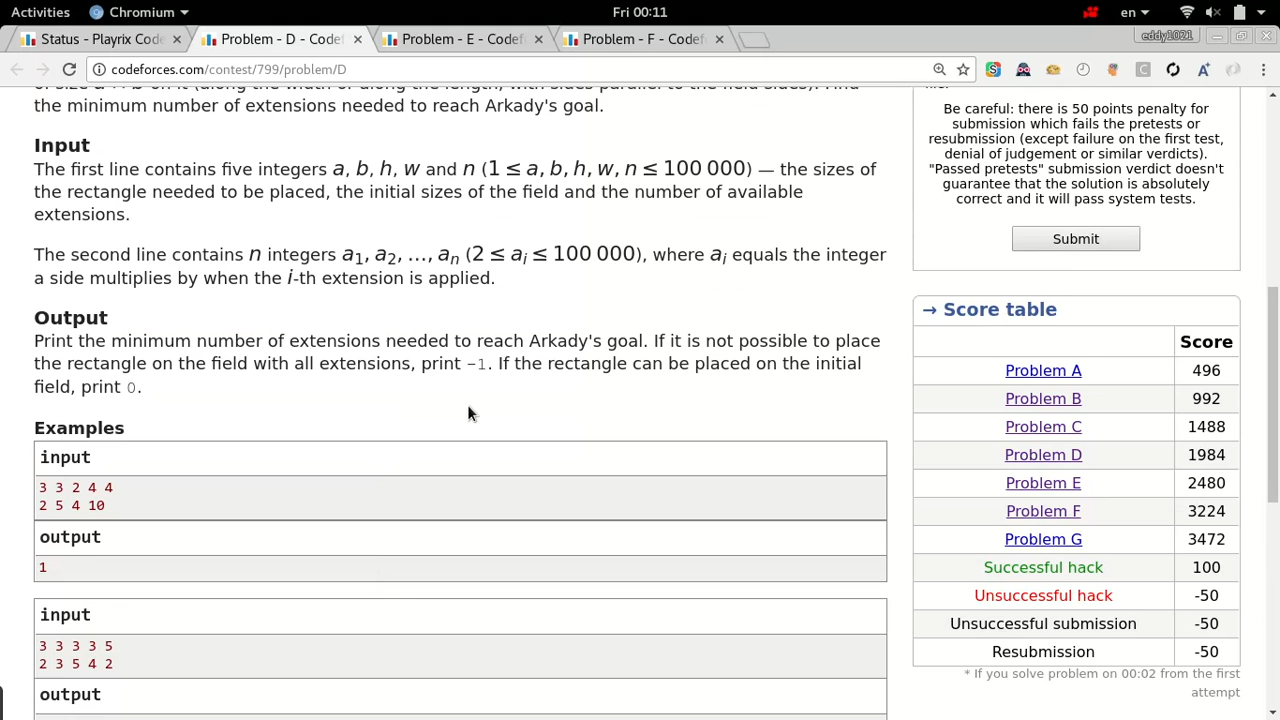 Activities Chromium Fri 00:11 en
Status - Playrix Code Problem - D - Codef Problem - E - Codef Problem - F - Codef eddy1021
codeforces.com/contest/799/problem/D
the minimum number of extensions needed to reach Arkady's goal.
Input
The first line contains five integers a, b, h, w and n (1 ≤ a, b, h, w, n ≤ 100 000) — the sizes of
the rectangle needed to be placed, the initial sizes of the field and the number of available
extensions.
The second line contains n integers a1, a2, ..., an (2 ≤ ai ≤ 100 000), where ai equals the integer
a side multiplies by when the i-th extension is applied.
Output
Print the minimum number of extensions needed to reach Arkady's goal. If it is not possible to place
the rectangle on the field with all extensions, print -1. If the rectangle can be placed on the initial
field, print 0.
Examples
input
3 3 2 4 4
2 5 4 10
output
1
input
3 3 3 3 5
2 3 5 4 2
output
Be careful: there is 50 points penalty for
submission which fails the pretests or
resubmission (except failure on the first test,
denial of judgement or similar verdicts).
"Passed pretests" submission verdict doesn't
guarantee that the solution is absolutely
correct and it will pass system tests.
Submit
→ Score table
Score
Problem A 496
Problem B 992
Problem C 1488
Problem D 1984
Problem E 2480
Problem F 3224
Problem G 3472
Successful hack 100
Unsuccessful hack -50
Unsuccessful submission -50
Resubmission -50
* If you solve problem on 00:02 from the first
attempt